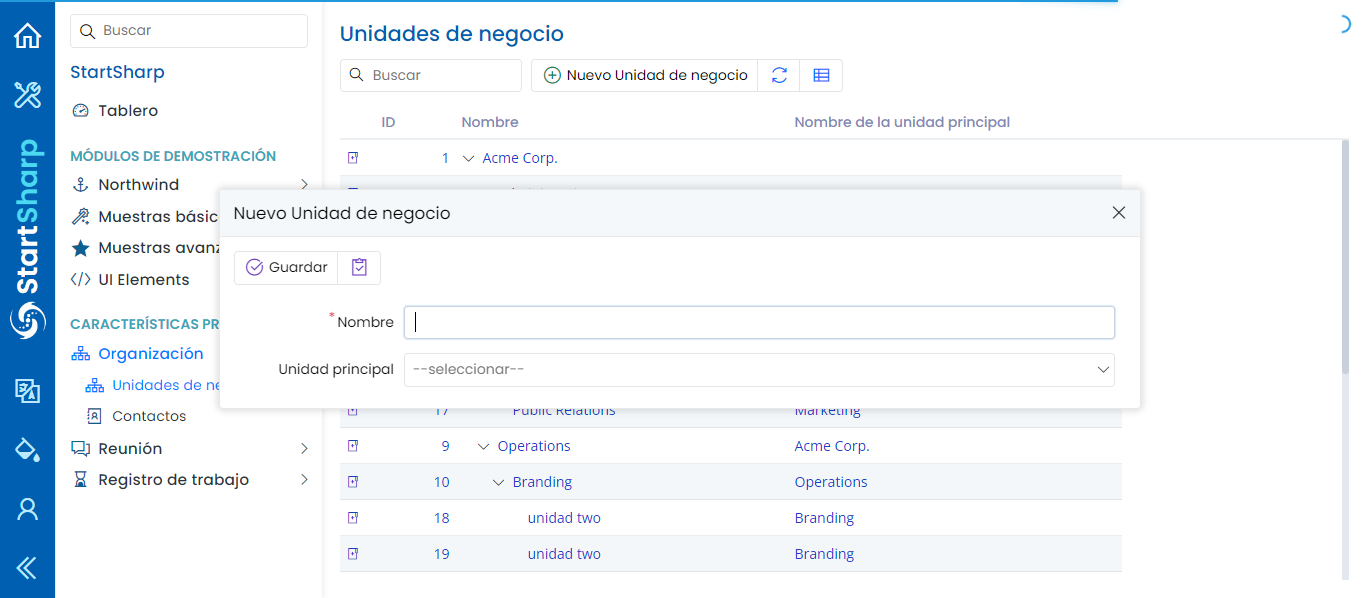 StartSharp
Buscar
StartSharp
Tablero
MÓDULOS DE DEMOSTRACIÓN
Northwind
Muestras básic
Muestras avanz
UI Elements
CARACTERÍSTICAS PR
Organización
Unidades de ne
Contactos
Reunión
Registro de trabajo
Unidades de negocio
Buscar
Nuevo Unidad de negocio
ID Nombre Nombre de la unidad principal
1 Acme Corp.
Nuevo Unidad de negocio
Guardar
*Nombre
Unidad principal --seleccionar--
17 Public Relations Marketing
9 Operations Acme Corp.
10 Branding Operations
18 unidad two Branding
19 unidad two Branding